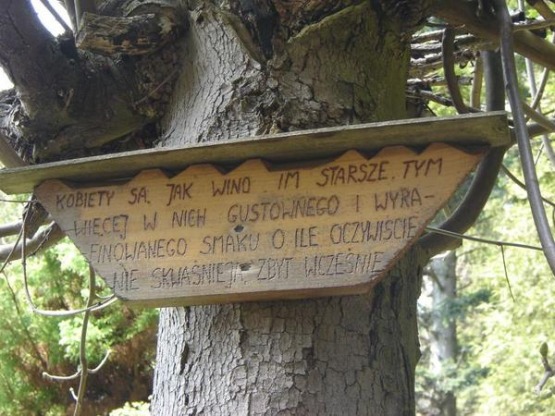 KOBIETY SĄ, JAK WINO. IM STARSZE, TYM
WIĘCEJ W NICH GUSTOWNEGO I WYRA-
FINOWANEGO SMAKU O ILE OCZYWIŚCIE
NIE SKWAŚNIEJĄ ZBYT WCZEŚNIE